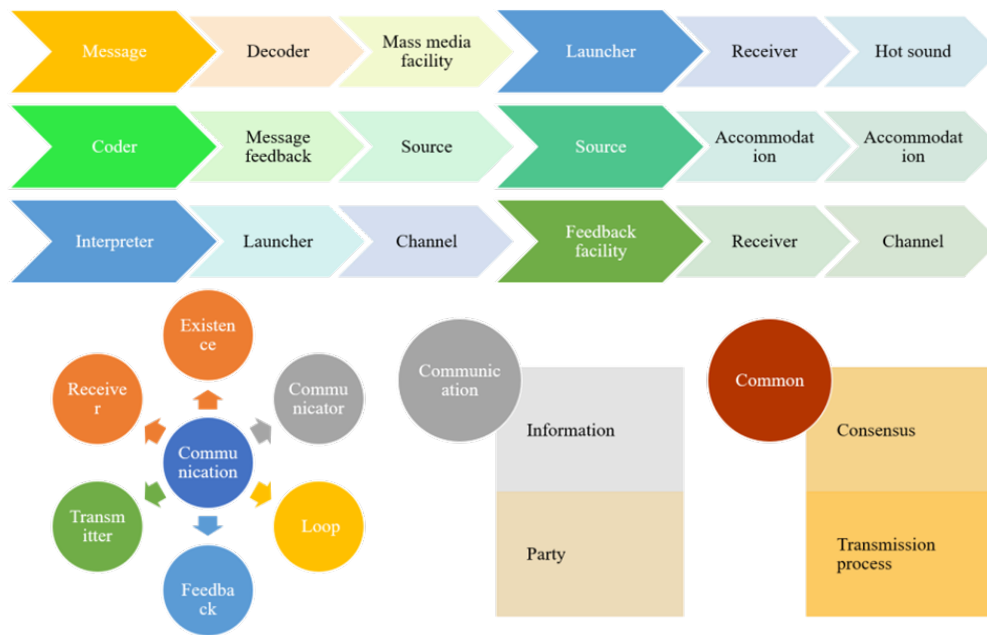 Message
Decoder
Mass media
facility
Launcher
Receiver
Hot sound
Coder
Message
feedback
Source
Source
Accommodat
ion
Accommodat
ion
Interpreter
Launcher
Channel
Feedback
facility
Receiver
Channel
Existen
ce
Receive
r
Commu
nicator
Commu
nication
Transm
itter
Loop
Feedba
ck
Communic
ation
Information
Party
Common
Consensus
Transmission
process